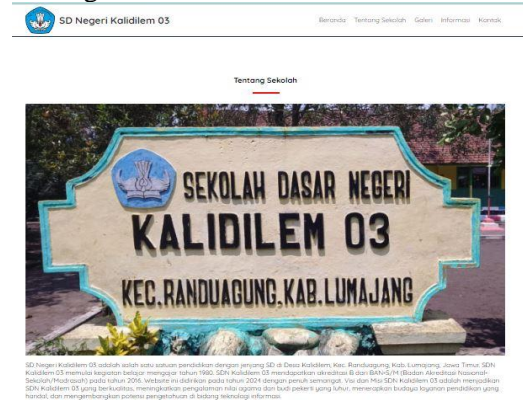 SD Negeri Kalidilem 03
Beranda Tentang Sekolah Galeri Informasi Kontak
Tentang Sekolah
SEKOLAH DASAR NEGERI
KALIDILEM 03
KEC.RANDUAGUNG,KAB.LUMAJANG
SD Negeri Kalidilem 03 adalah salah satu satuan pendidikan dengan jenjang SD di Desa Kalidilem, Kec. Randuagung, Kab. Lumajang, Jawa Timur. SDN
Kalidilem 03 memulai kegiatan belajar mengajar tahun 1980. SDN Kalidilem 03 mendapatkan akreditasi B dari BAN-S/M (Badan Akreditasi Nasional-
Sekolah/Madrasah) pada tahun 2016. Website ini didirikan pada tahun 2024 dengan penuh semangat. Visi dan Misi SDN Kalidilem 03 adalah menjadikan
SDN Kalidilem 03 yang berkualitas, meningkatkan pengalaman nilai agama dan budi pekerti yang luhur, menerapkan budaya layanan pendidikan yang
handal, dan mengembangkan potensi pengetahuan di bidang teknologi informasi.